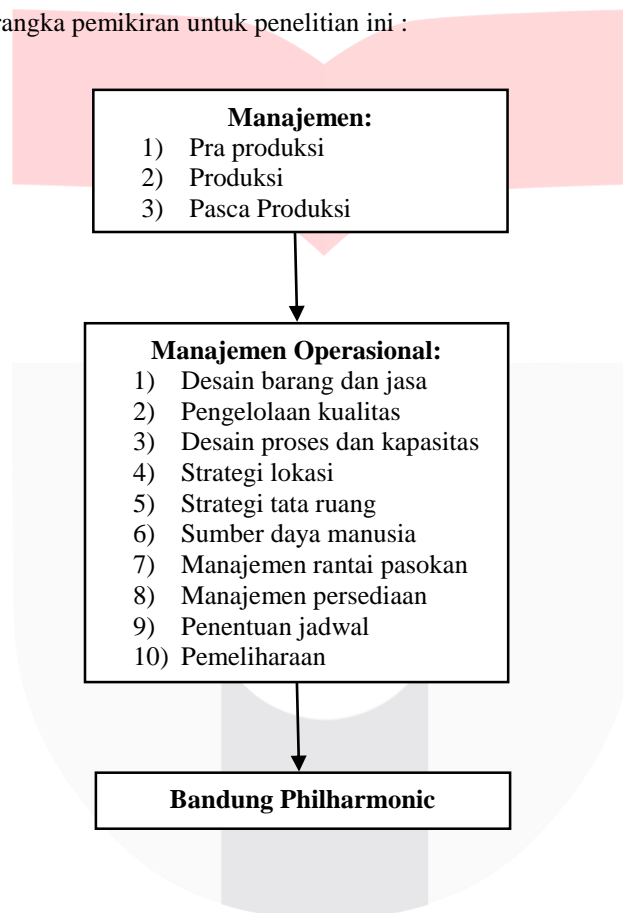 rangka pemikiran untuk penelitian ini :
Manajemen:
1) Pra produksi
2) Produksi
3) Pasca Produksi
Manajemen Operasional:
1) Desain barang dan jasa
2) Pengelolaan kualitas
3) Desain proses dan kapasitas
4) Strategi lokasi
5) Strategi tata ruang
6) Sumber daya manusia
7) Manajemen rantai pasokan
8) Manajemen persediaan
9) Penentuan jadwal
10) Pemeliharaan
Bandung Philharmonic